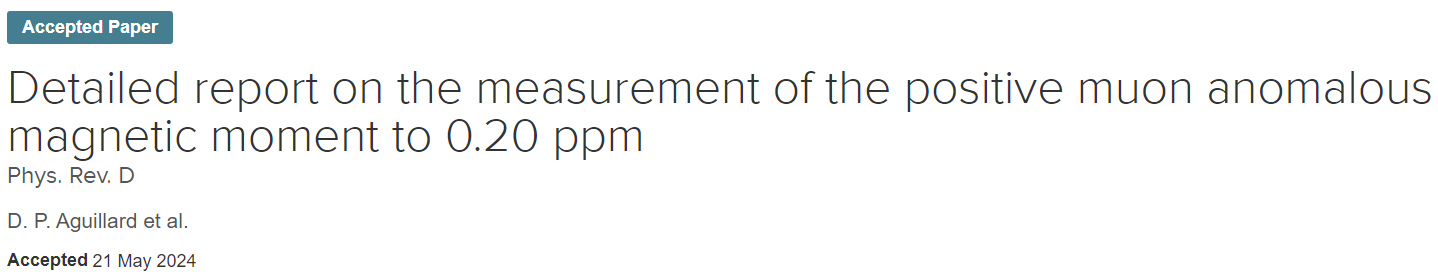 Accepted Paper
Detailed report on the measurement of the positive muon anomalous
magnetic moment to 0.20 ppm
Phys. Rev. D
D. P. Aguillard et al.
Accepted 21 May 2024